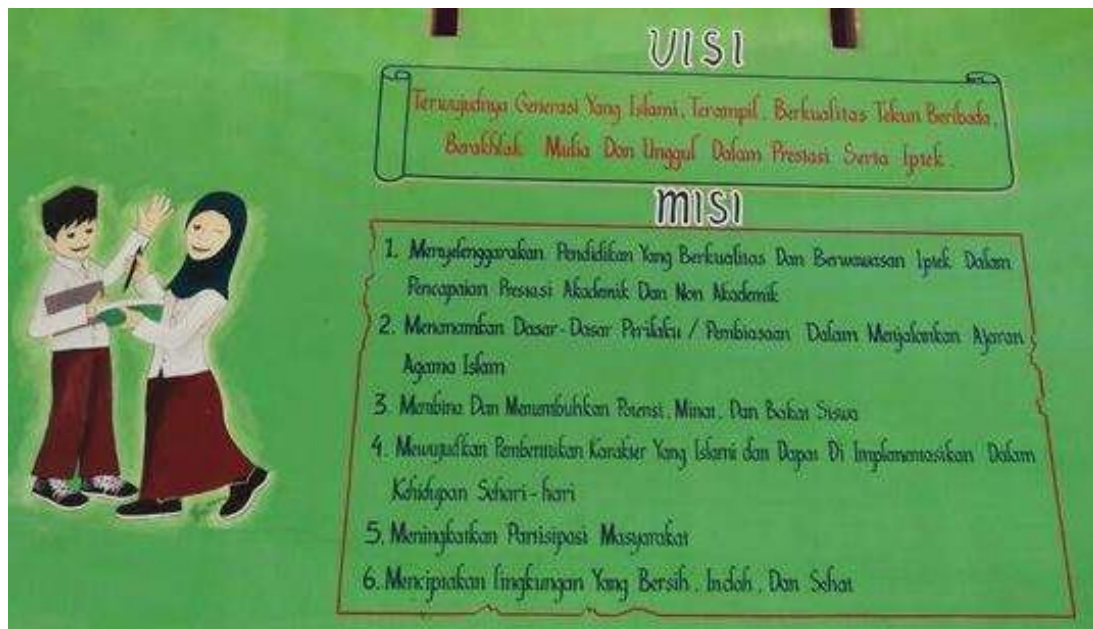 VISI
Terwujudnya Generasi Yang Islami, Terampil, Berkualitas Tekun Beribada,
Berakhlak Mulia Dan Unggul Dalam Prestasi Serta Iptek.
MISI
1. Menyelenggarakan Pendidikan Yang Berkualitas Dan Berwawasan Iptek Dalam
Pencapaian Prestasi Akademik Dan Non Akademik
2. Menanamkan Dasar-Dasar Perilaku / Pembiasaan Dalam Menjalankan Ajaran
Agama Islam
3. Membina Dan Menumbuhkan Potensi, Minat, Dan Bakat Siswa
4. Mewujudkan Pembentukan Karakter Yang Islami dan Dapat Di Implementasikan Dalam
Kehidupan Sehari-hari
5. Meningkatkan Partisipasi Masyarakat
6. Menciptakan lingkungan Yang Bersih, Indah, Dan Sehat